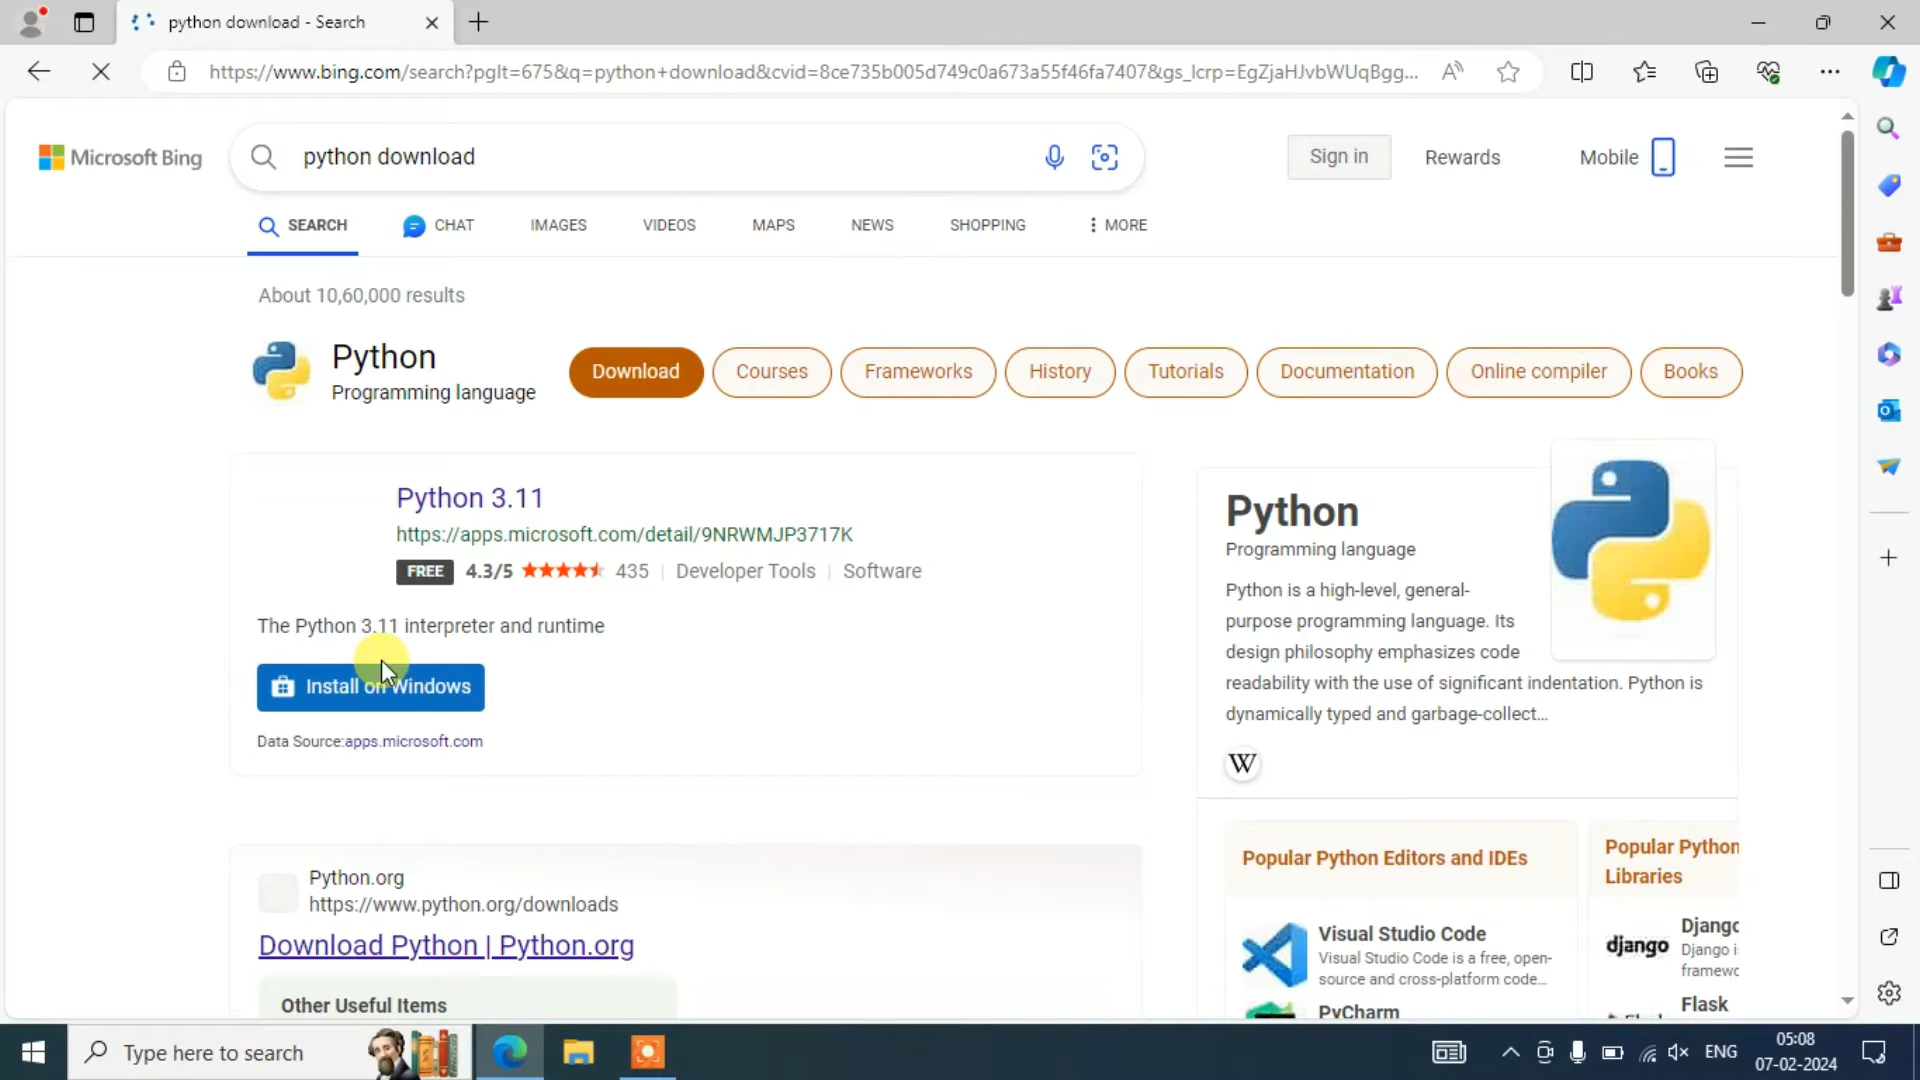 python download - Search
https://www.bing.com/search?pglt=675&q=python+download&cvid=8ce735b005d749c0a673a55f46fa7407&gs_lcrp=EgZjaHJvbWUqBgg...
Microsoft Bing
python download
Sign in
Rewards
Mobile
SEARCH
CHAT
IMAGES
VIDEOS
MAPS
NEWS
SHOPPING
MORE
About 10,60,000 results
Python
Programming language
Download
Courses
Frameworks
History
Tutorials
Documentation
Online compiler
Books
Python 3.11
https://apps.microsoft.com/detail/9NRWMJP3717K
FREE 4.3/5 435 | Developer Tools | Software
The Python 3.11 interpreter and runtime
Install on Windows
Data Source:apps.microsoft.com
Python.org
https://www.python.org/downloads
Download Python | Python.org
Other Useful Items
Python
Programming language
Python is a high-level, general-
purpose programming language. Its
design philosophy emphasizes code
readability with the use of significant indentation. Python is
dynamically typed and garbage-collect...
W
Popular Python Editors and IDEs
Visual Studio Code
Visual Studio Code is a free, open-
source and cross-platform code...
PyCharm
Popular Python
Libraries
django
Django
Django i
framew
Flask
Type here to search
ENG
05:08
07-02-2024